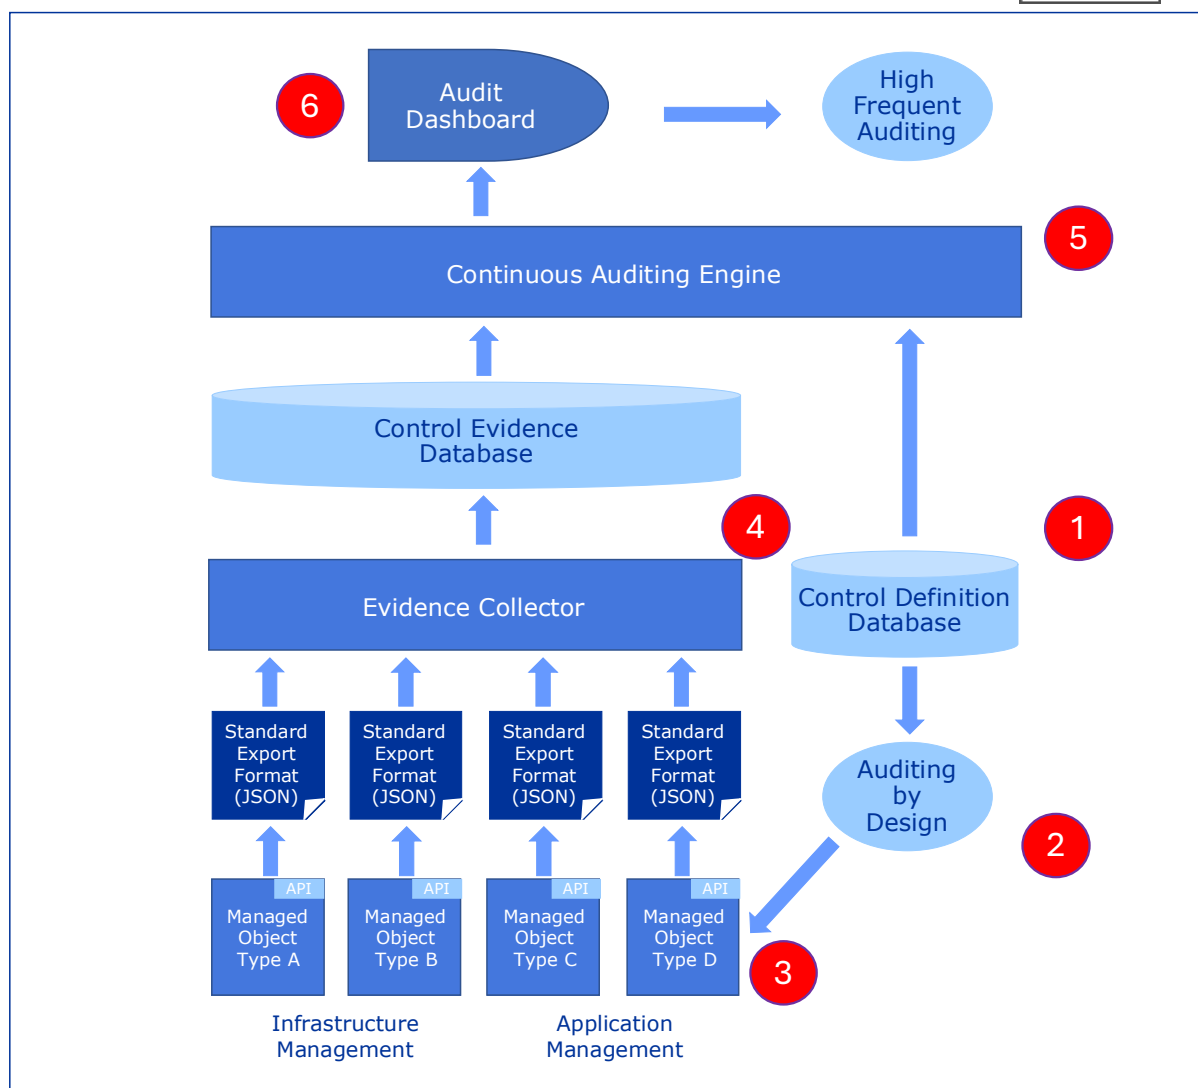 6
Audit
Dashboard
High
Frequent
Auditing
5
Continuous Auditing Engine
Control Evidence
Database
4
1
Evidence Collector
Control Definition
Database
Standard
Export
Format
(JSON)
Standard
Export
Format
(JSON)
Standard
Export
Format
(JSON)
Standard
Export
Format
(JSON)
Auditing
by
Design
2
API
Managed
Object
Type A
API
Managed
Object
Type B
API
Managed
Object
Type C
API
Managed
Object
Type D
3
Infrastructure
Management
Application
Management